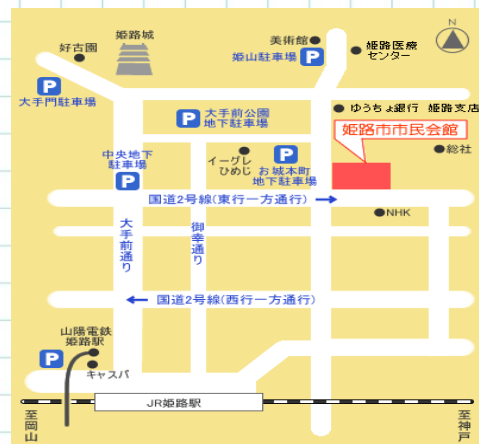 N
姫路城
美術館
好古園
姫山駐車場
P
姫路医療
センター
P
大手門駐車場
ゆうちょ銀行 姫路支店
P
大手前公園
地下駐車場
姫路市市民会館
中央地下
駐車場
P
イーグレ
ひめじ
P
お城本町
地下駐車場
総社
国道2号線(東行一方通行)
NHK
大手前通り
御幸通り
国道2号線(西行一方通行)
山陽電鉄
姫路駅
P
キャスパ
JR姫路駅
至岡山
至神戸